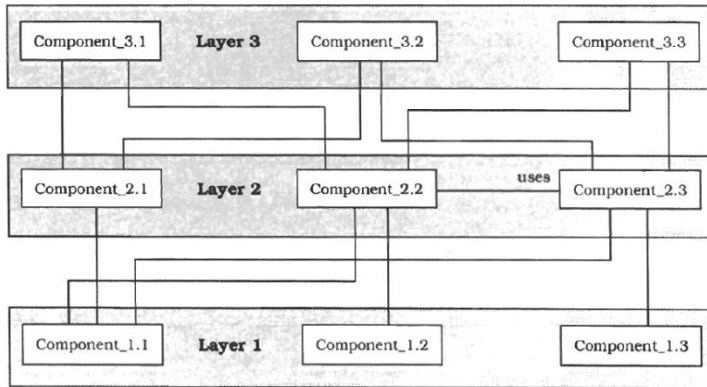 Component_3.1
Layer 3
Component_3.2
Component_3.3
uses
Component_2.1
Layer 2
Component_2.2
Component_2.3
Component_1.1
Layer 1
Component_1.2
Component_1.3